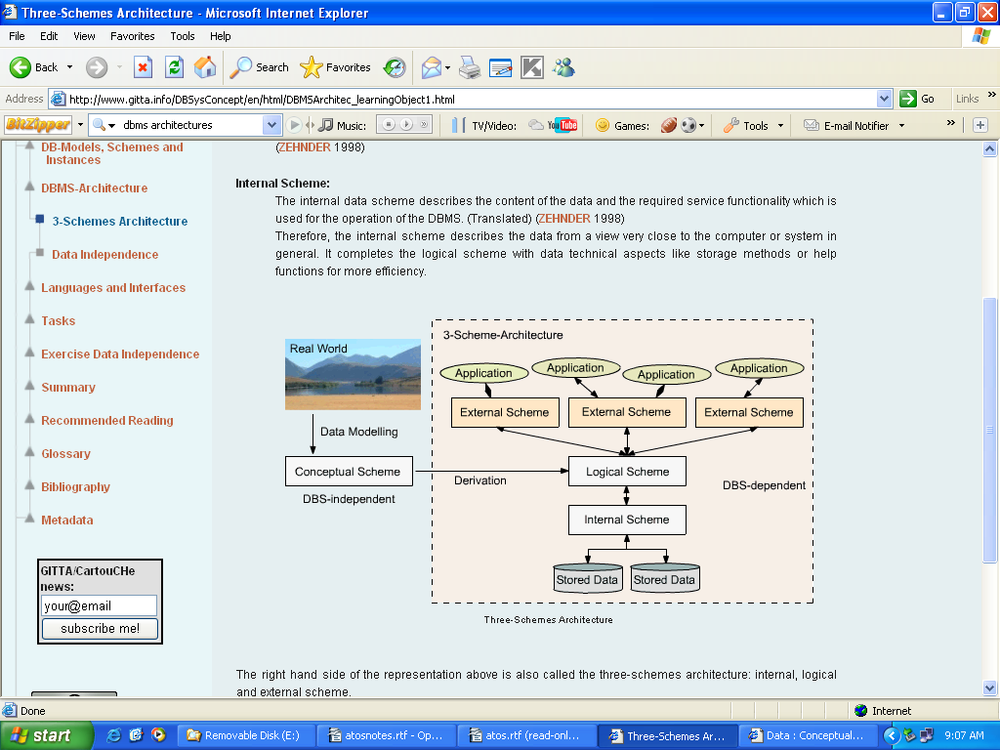 Three-Schemes Architecture - Microsoft Internet Explorer
File Edit View Favorites Tools Help
Back Search Favorites
Address http://www.gitta.info/DBSysConcept/en/html/DBMSArchitec_learningObject1.html Go Links »
BitZipper dbms architectures Music: TV/Video: You Tube Games: Tools E-mail Notifier »
DB-Models, Schemes and
Instances
DBMS-Architecture
3-Schemes Architecture
Data Independence
Languages and Interfaces
Tasks
Exercise Data Independence
Summary
Recommended Reading
Glossary
Bibliography
Metadata
GITTA/CartouCHe
news:
your@email
subscribe me!
(ZEHNDER 1998)
Internal Scheme:
The internal data scheme describes the content of the data and the required service functionality which is
used for the operation of the DBMS. (Translated) (ZEHNDER 1998)
Therefore, the internal scheme describes the data from a view very close to the computer or system in
general. It completes the logical scheme with data technical aspects like storage methods or help
functions for more efficiency.
Real World
Data Modelling
Conceptual Scheme
DBS-independent
Derivation
3-Scheme-Architecture
Application Application Application Application
External Scheme External Scheme External Scheme
Logical Scheme
DBS-dependent
Internal Scheme
Stored Data Stored Data
Three-Schemes Architecture
The right hand side of the representation above is also called the three-schemes architecture: internal, logical
and external scheme.
Done Internet
start Removable Disk (E:) atosnotes.rtf - Op... atos.rtf (read-onl... Three-Schemes Ar... Data : Conceptual... 9:07 AM